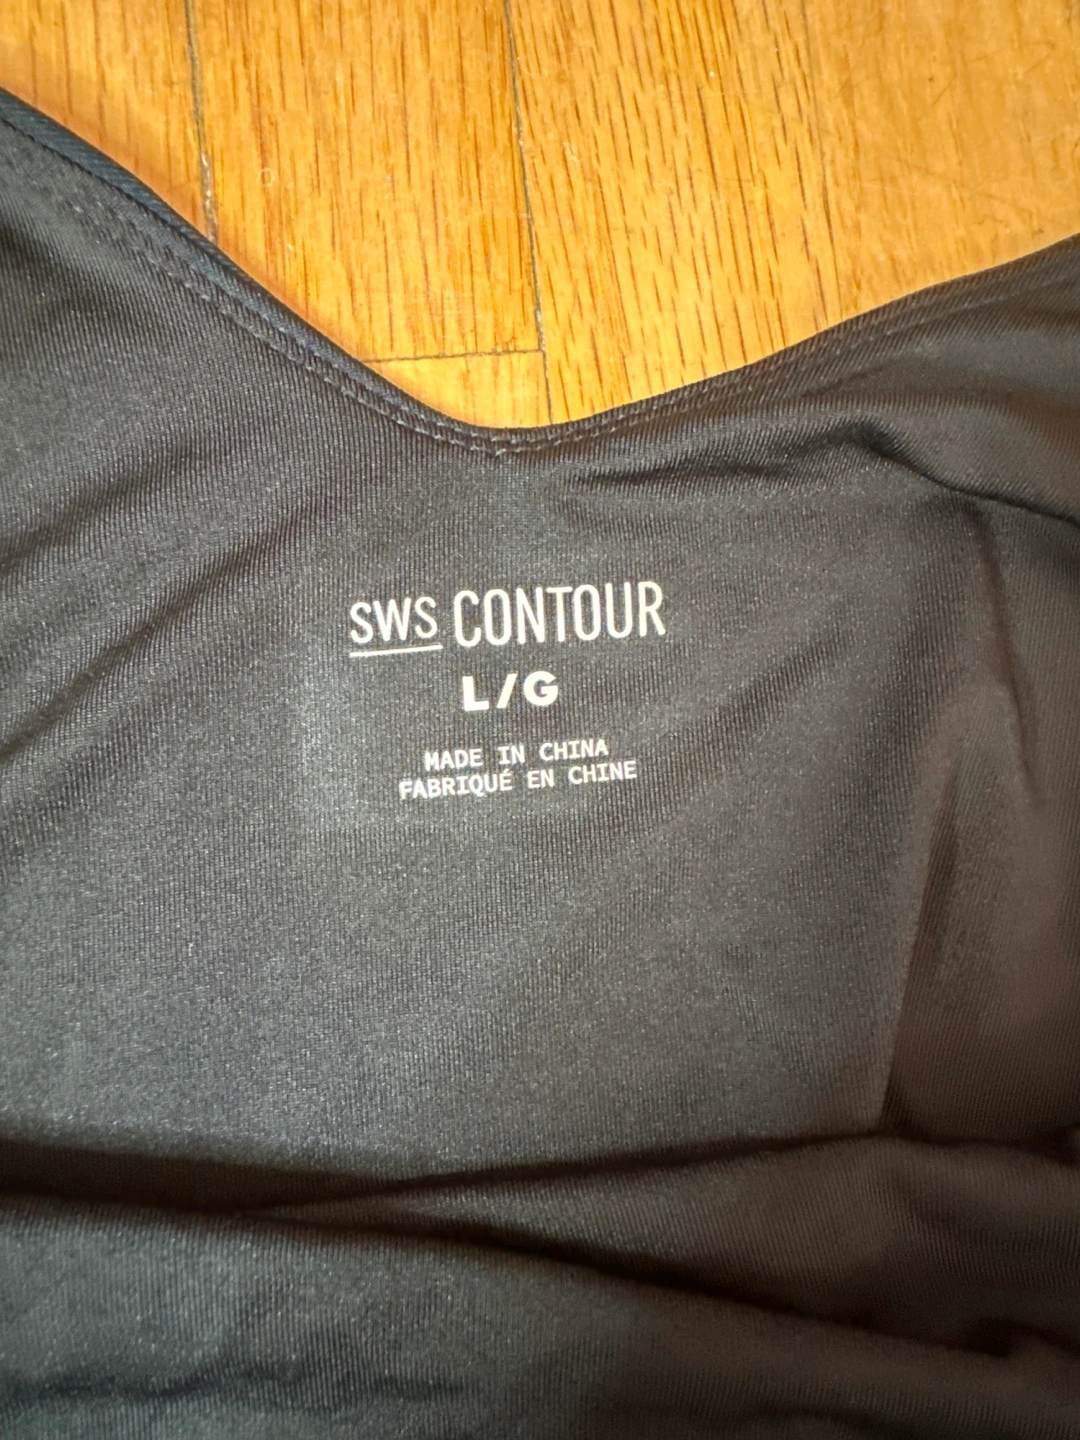 SWS CONTOUR
L/G
MADE IN CHINA
FABRIQUÉ EN CHINE